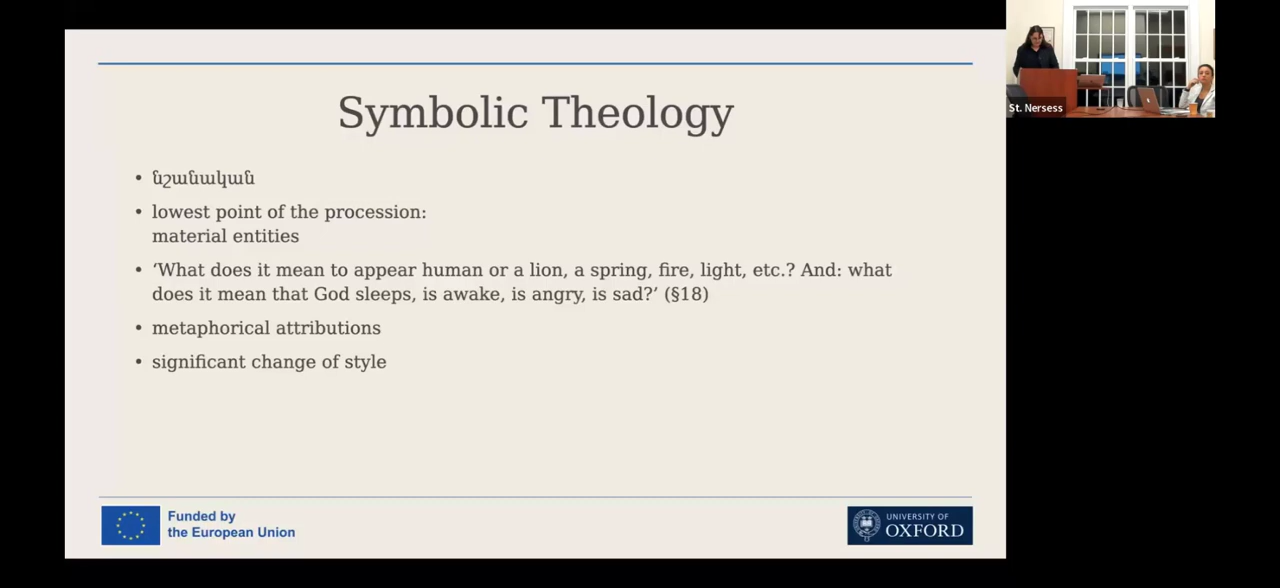 Symbolic Theology
• նշանական
• lowest point of the procession:
material entities
• ‘What does it mean to appear human or a lion, a spring, fire, light, etc.? And: what
does it mean that God sleeps, is awake, is angry, is sad?’ (§18)
• metaphorical attributions
• significant change of style
Funded by
the European Union
UNIVERSITY OF
OXFORD
St. Nersess